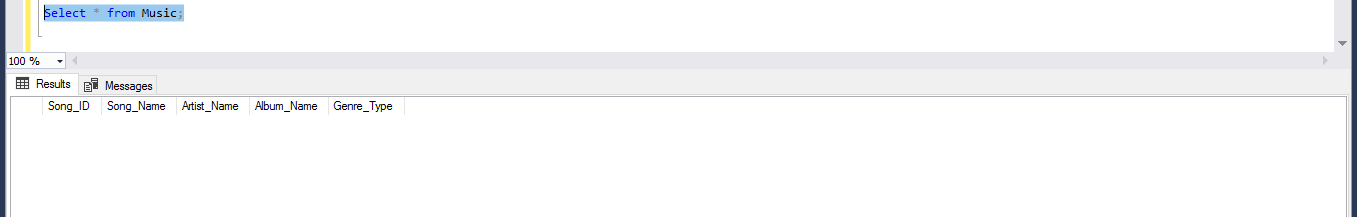 Select * from Music;
100 %
Results Messages
Song_ID Song_Name Artist_Name Album_Name Genre_Type